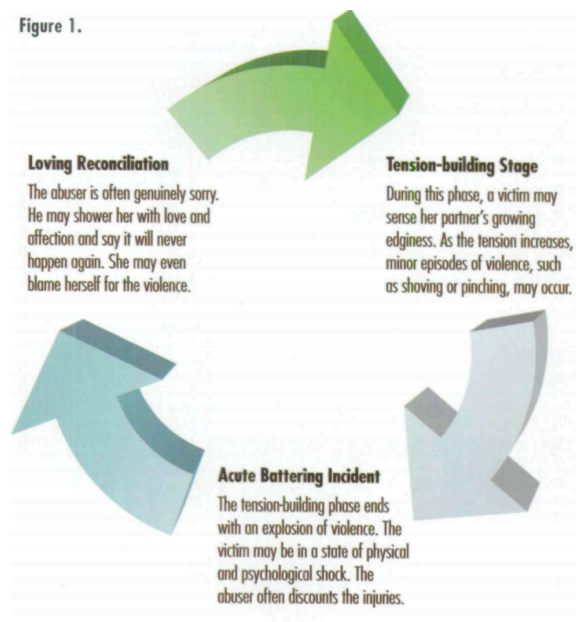 Figure 1.
Loving Reconciliation
The abuser is often genuinely sorry.
He may shower her with love and
affection and say it will never
happen again. She may even
blame herself for the violence.
Tension-building Stage
During this phase, a victim may
sense her partner's growing
edginess. As the tension increases,
minor episodes of violence, such
as shoving or pinching, may occur.
Acute Battering Incident
The tension-building phase ends
with an explosion of violence. The
victim may be in a state of physical
and psychological shock. The
abuser often discounts the injuries.